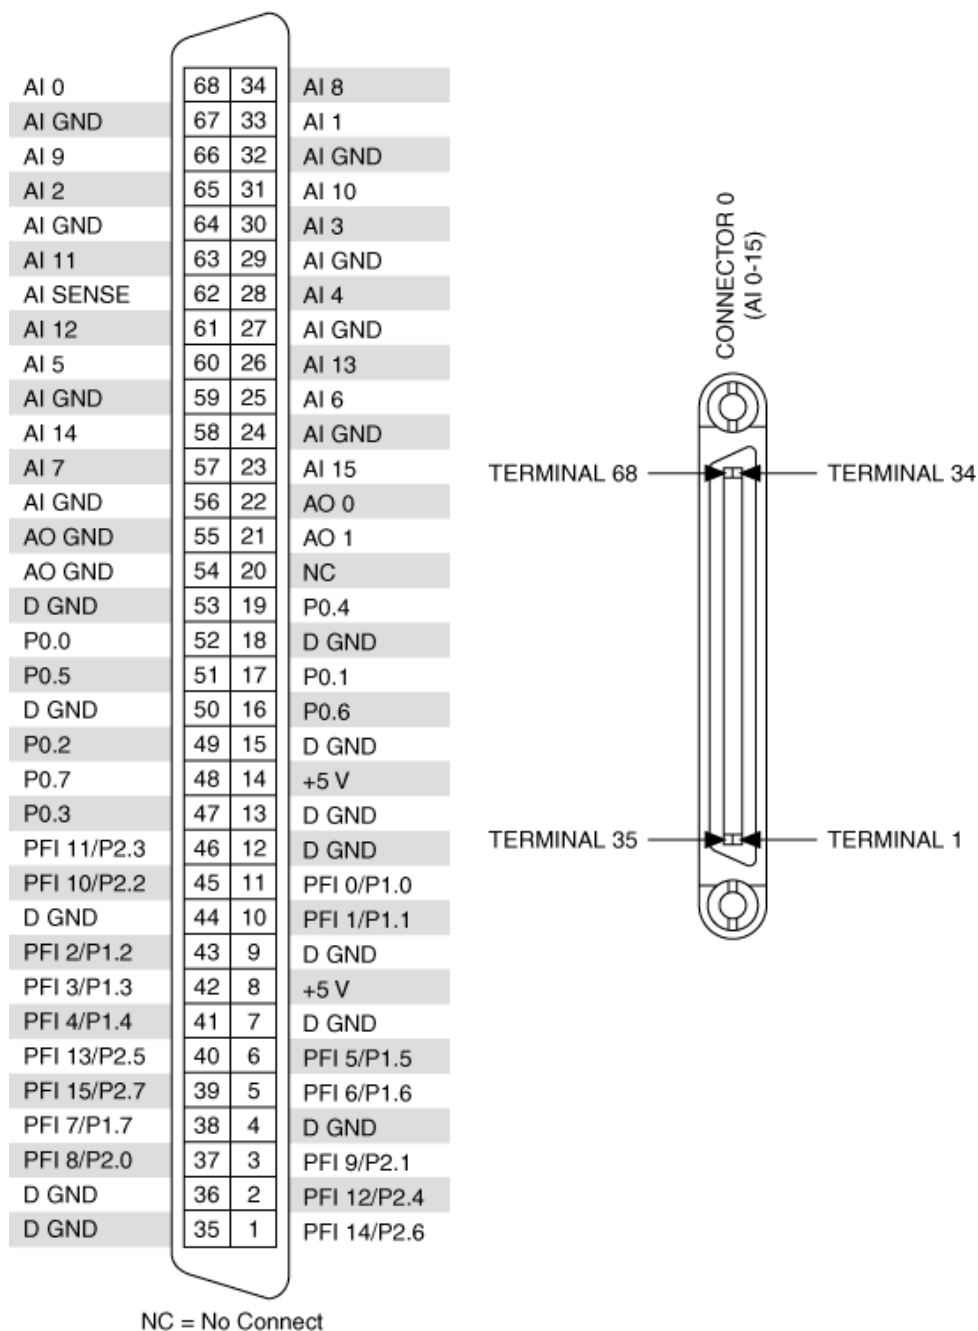 AI 0 68 34 AI 8
AI GND 67 33 AI 1
AI 9 66 32 AI GND
AI 2 65 31 AI 10
AI GND 64 30 AI 3
AI 11 63 29 AI GND
AI SENSE 62 28 AI 4
AI 12 61 27 AI GND
AI 5 60 26 AI 13
AI GND 59 25 AI 6
AI 14 58 24 AI GND
AI 7 57 23 AI 15
AI GND 56 22 AO 0
AO GND 55 21 AO 1
AO GND 54 20 NC
D GND 53 19 P0.4
P0.0 52 18 D GND
P0.5 51 17 P0.1
D GND 50 16 P0.6
P0.2 49 15 D GND
P0.7 48 14 +5 V
P0.3 47 13 D GND
PFI 11/P2.3 46 12 D GND
PFI 10/P2.2 45 11 PFI 0/P1.0
D GND 44 10 PFI 1/P1.1
PFI 2/P1.2 43 9 D GND
PFI 3/P1.3 42 8 +5 V
PFI 4/P1.4 41 7 D GND
PFI 13/P2.5 40 6 PFI 5/P1.5
PFI 15/P2.7 39 5 PFI 6/P1.6
PFI 7/P1.7 38 4 D GND
PFI 8/P2.0 37 3 PFI 9/P2.1
D GND 36 2 PFI 12/P2.4
D GND 35 1 PFI 14/P2.6
NC = No Connect
CONNECTOR 0
(AI 0-15)
TERMINAL 68
TERMINAL 34
TERMINAL 35
TERMINAL 1